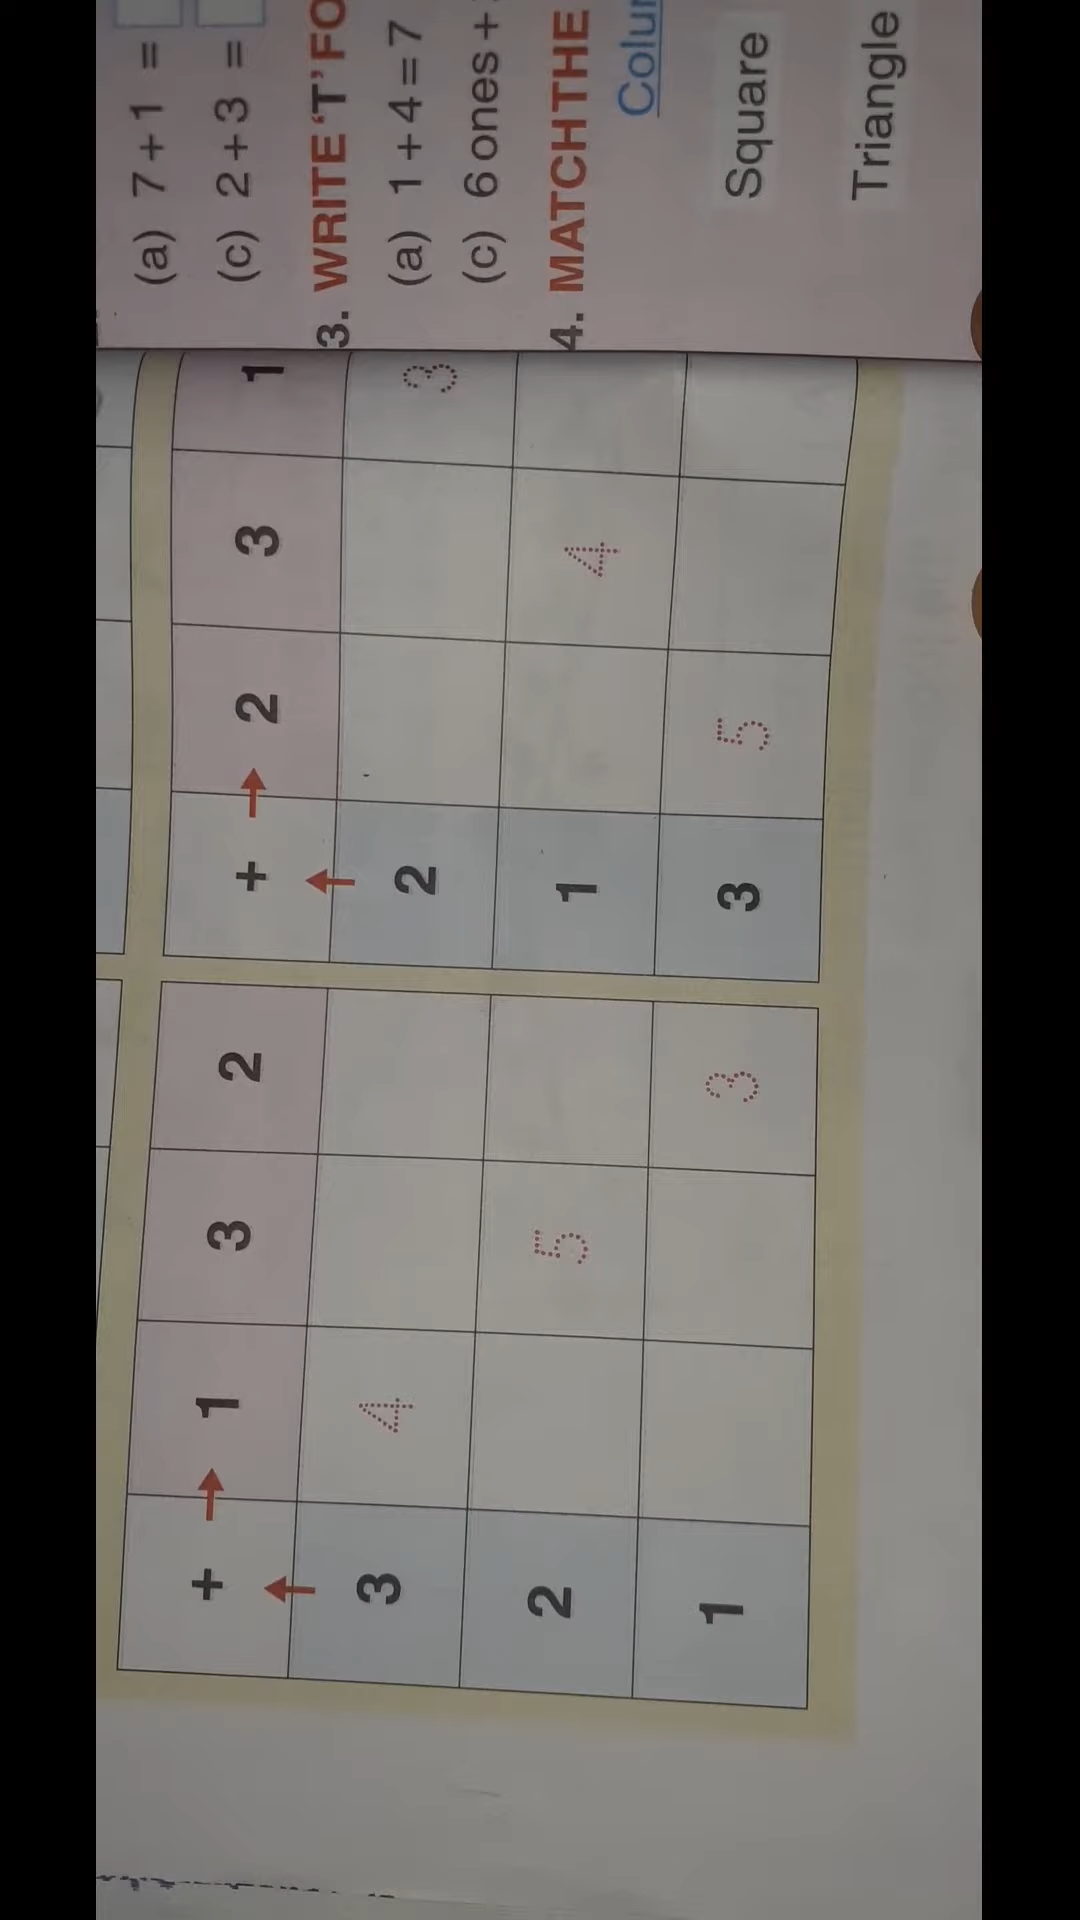 + 1 3 2
3 4
2 5
1 3
+ 2 3 1
2 3
1 4
3 5
(a) 7 + 1 =
(c) 2 + 3 =
3. WRITE 'T' FO
(a) 1 + 4 = 7
(c) 6 ones +
4. MATCH THE
Colu
Square
Triangle